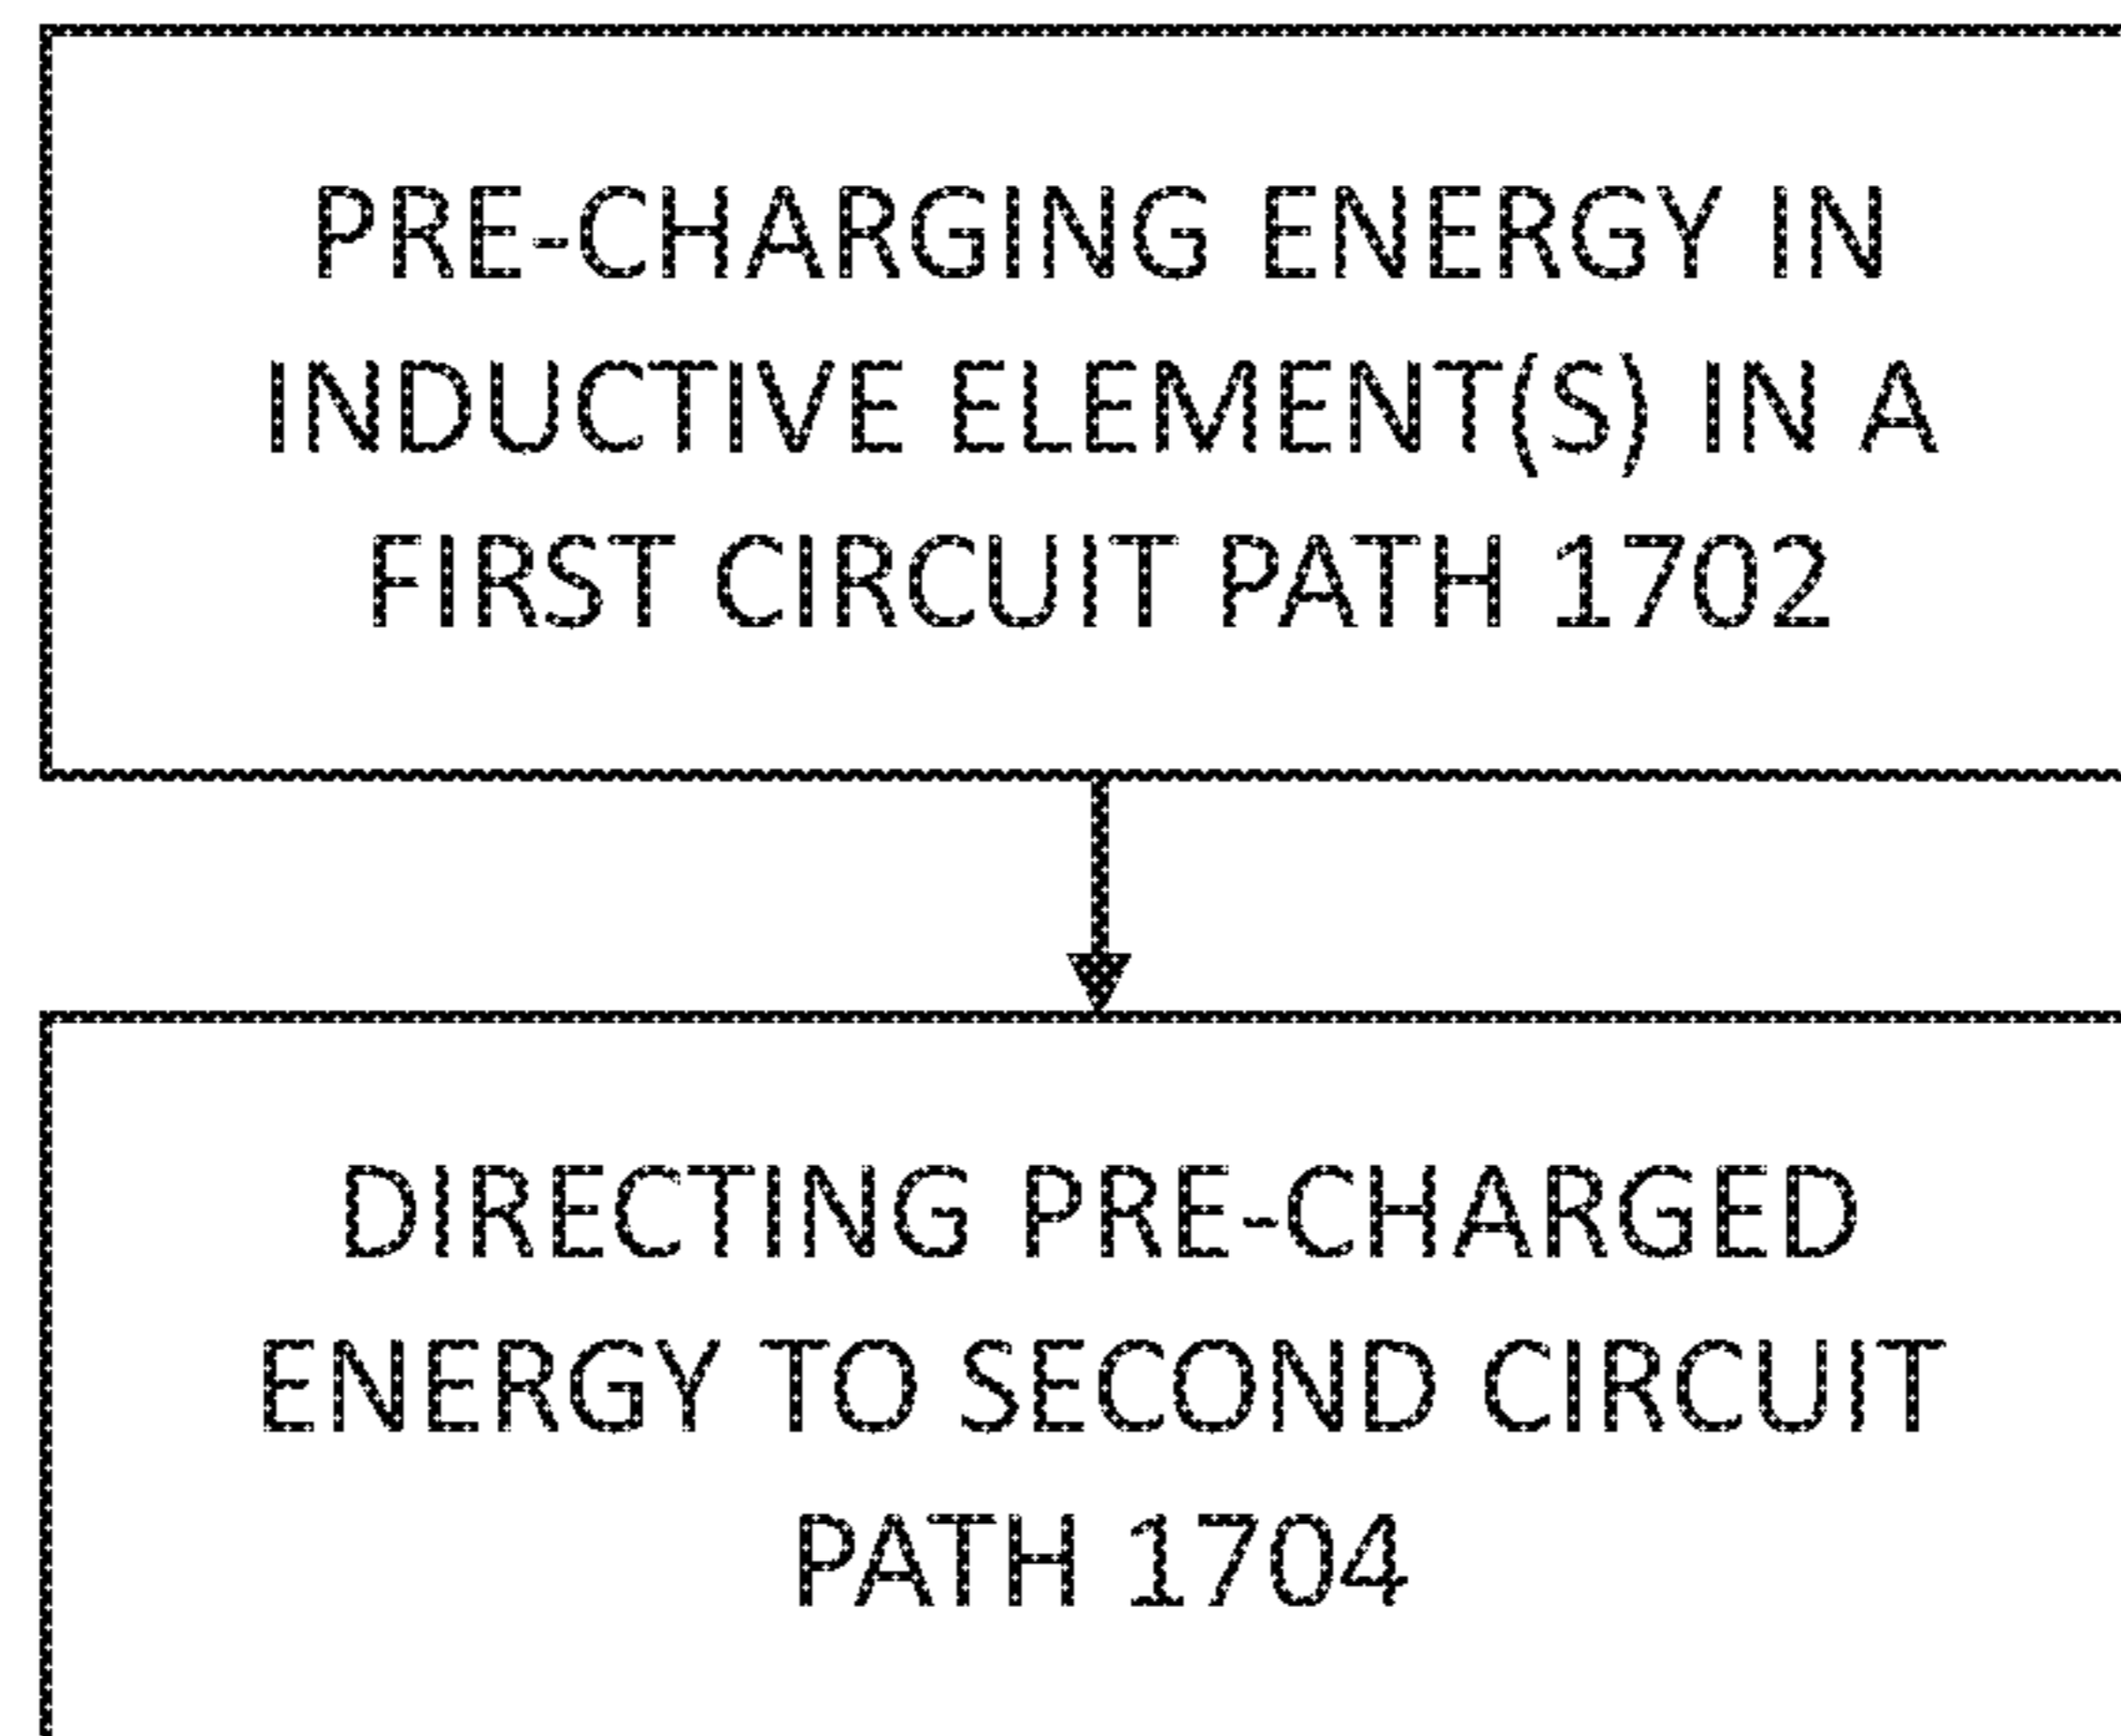 PRE-CHARGING ENERGY IN
INDUCTIVE ELEMENT(S) IN A
FIRST CIRCUIT PATH 1702
DIRECTING PRE-CHARGED
ENERGY TO SECOND CIRCUIT
PATH 1704